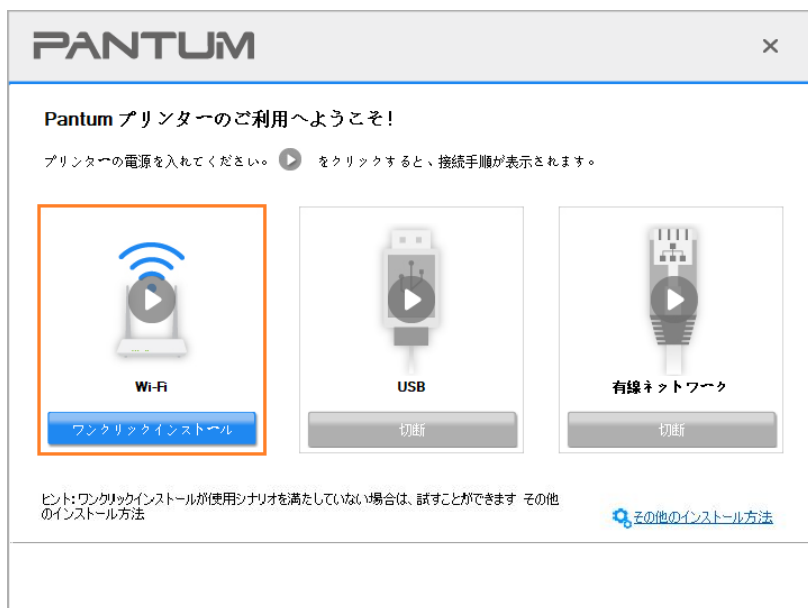 PANTUM
Pantum プリンターのご利用へようこそ!
プリンターの電源を入れてください。 をクリックすると、接続手順が表示されます。
Wi-Fi
USB
有線ネットワーク
ワンクリックインストール
切断
切断
ヒント:ワンクリックインストールが使用シナリオを満たしていない場合は、試すことができます その他
のインストール方法
その他のインストール方法